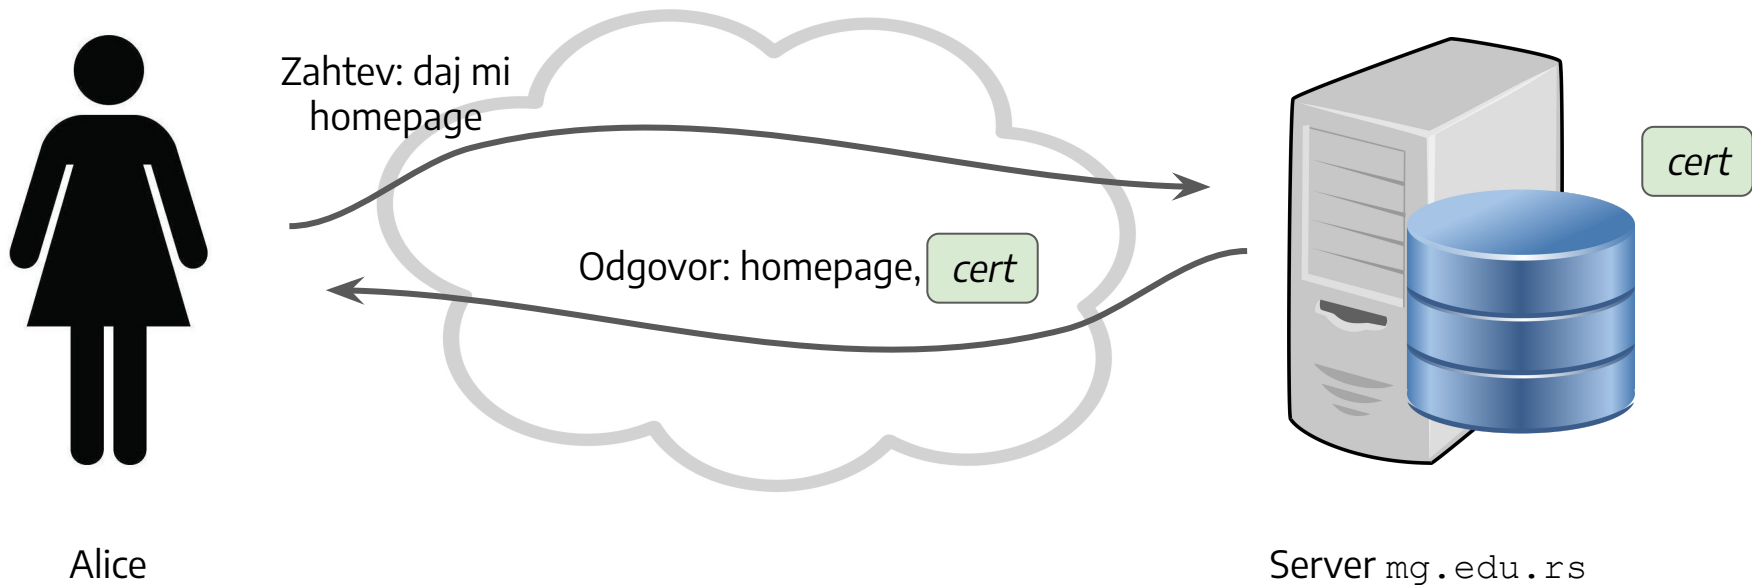 Zahtev: daj mi
homepage
cert
Odgovor: homepage, cert
Alice
Server mg.edu.rs